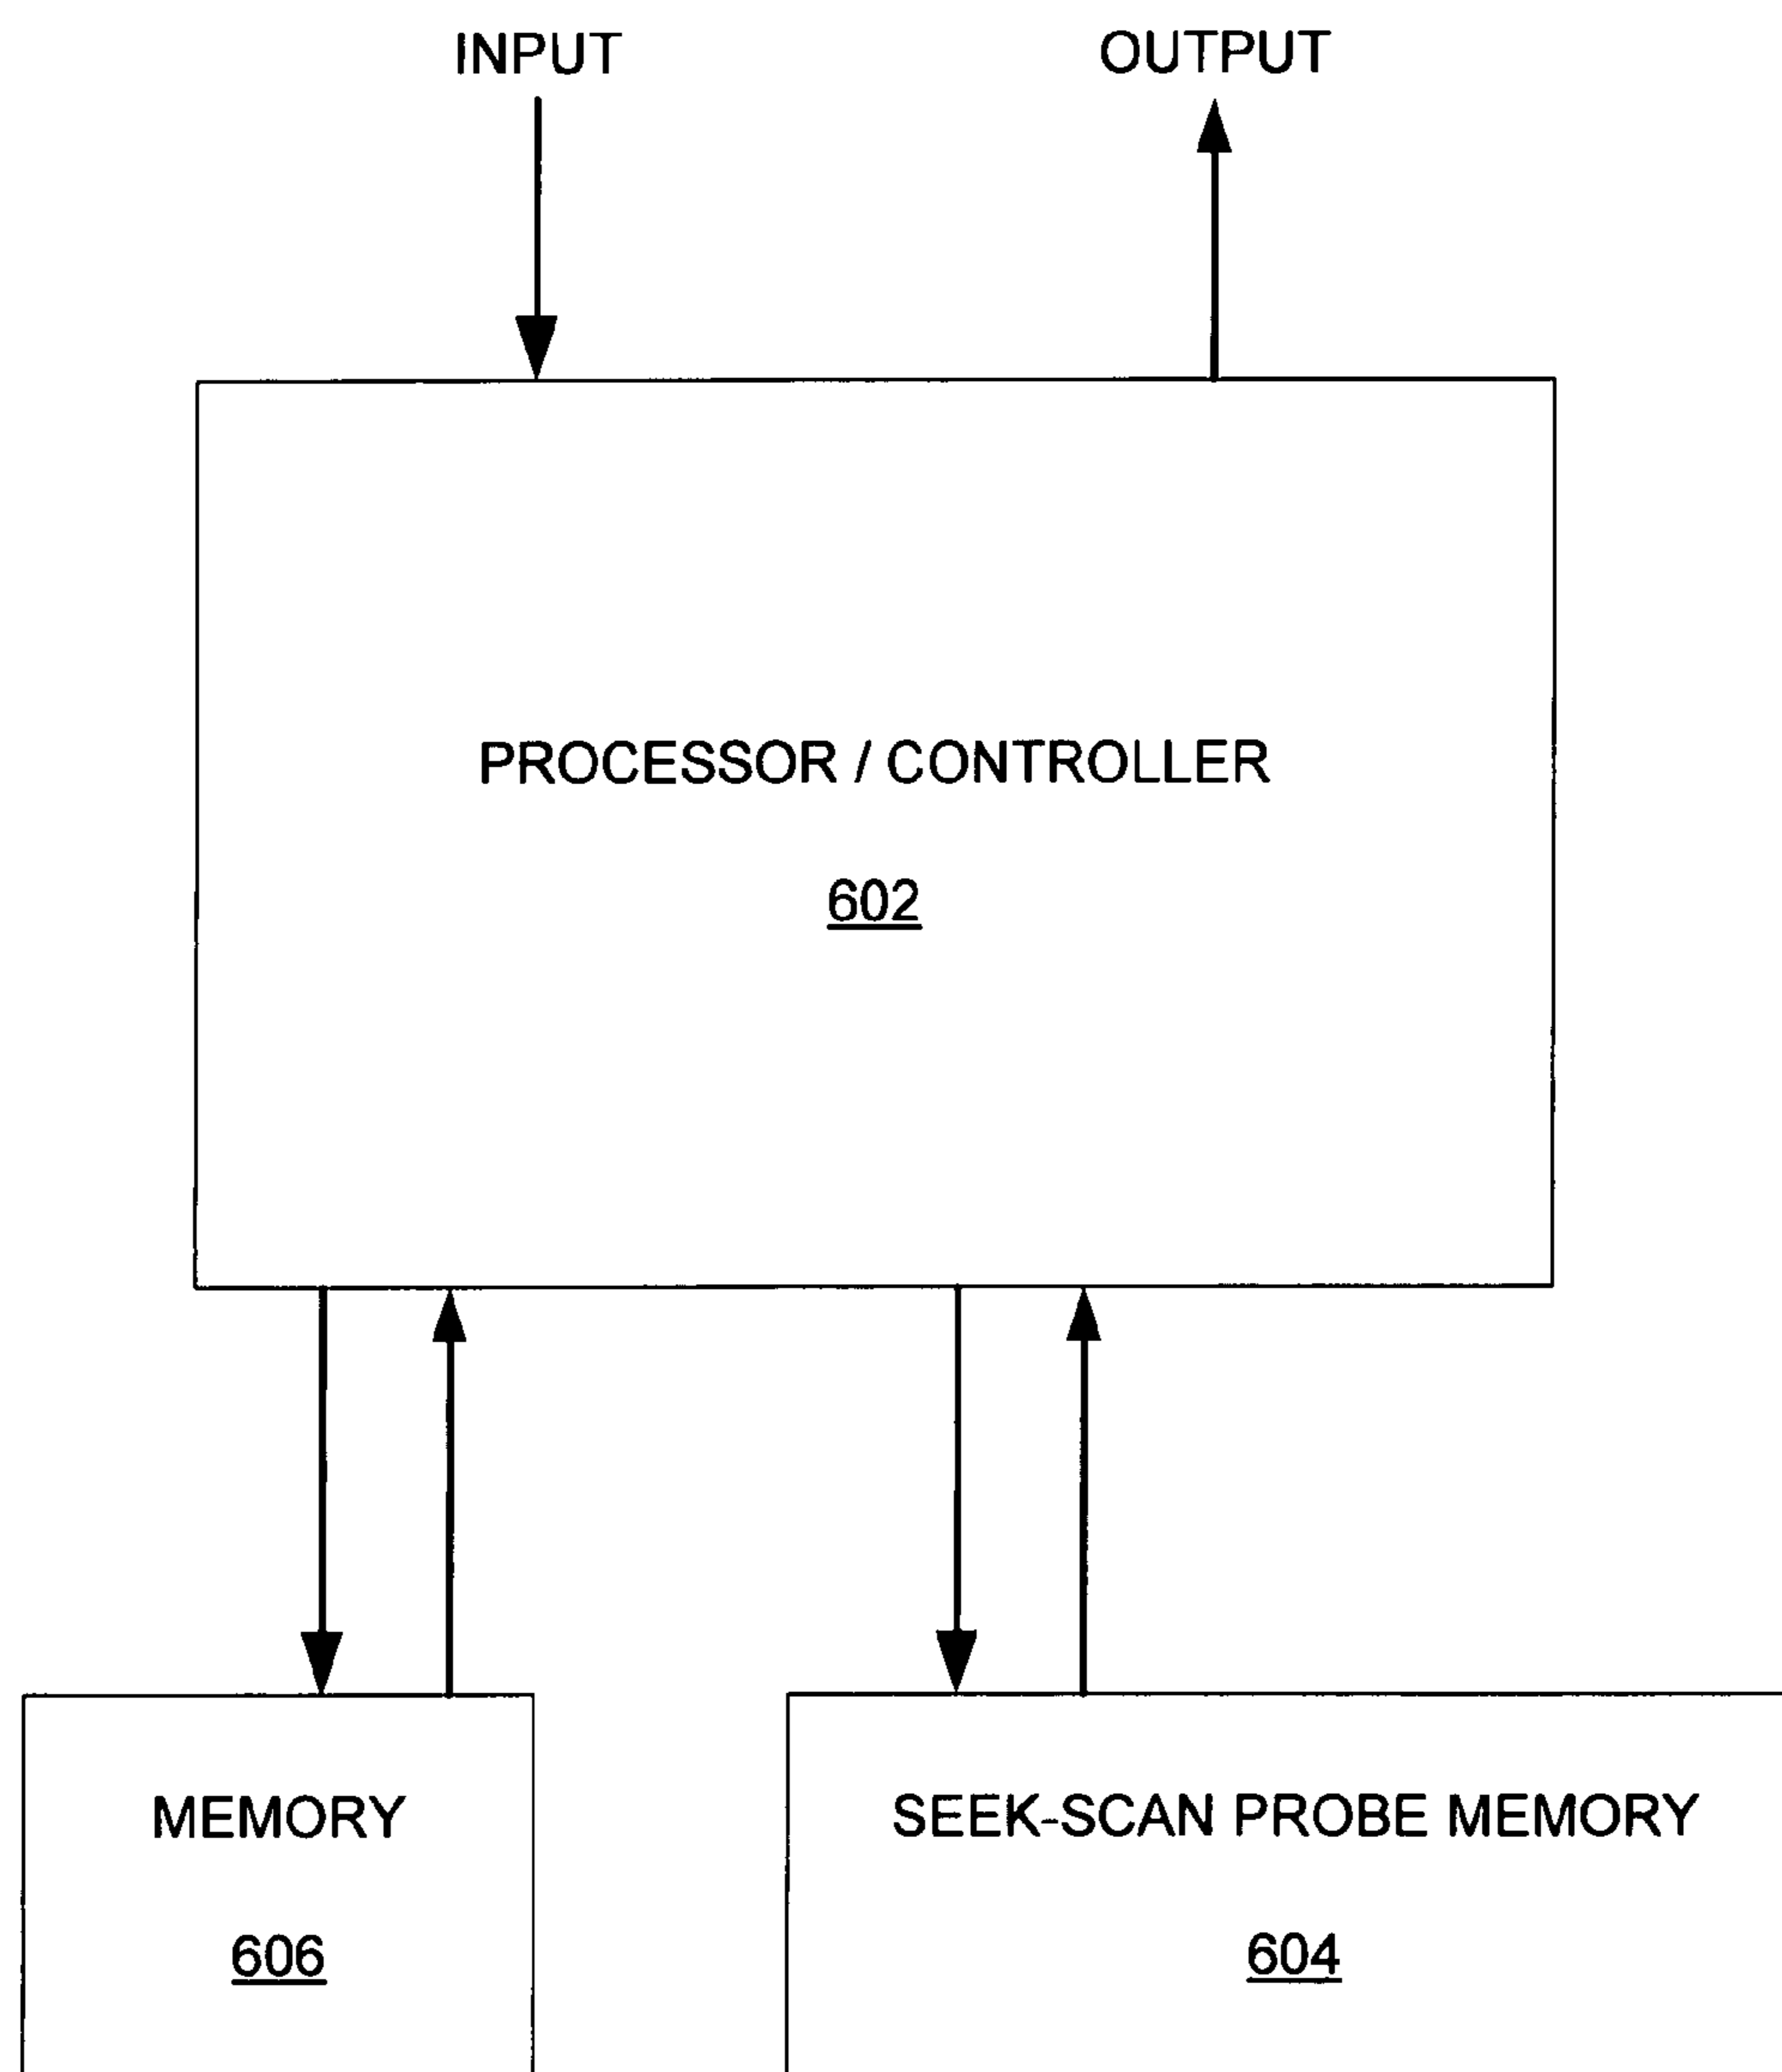 INPUT
OUTPUT
PROCESSOR / CONTROLLER
602
MEMORY
606
SEEK-SCAN PROBE MEMORY
604